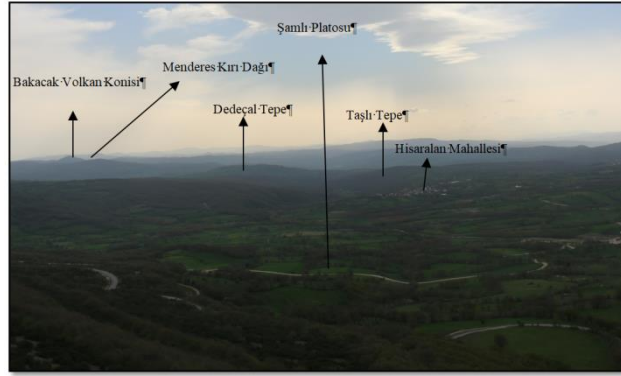 Şamlı·Platosu¶
Menderes·Kırı·Dağı¶
Bakacak·Volkan·Konisi¶
Dedeçal·Tepe¶
Taşlı·Tepe¶
Hisaralan·Mahallesi¶